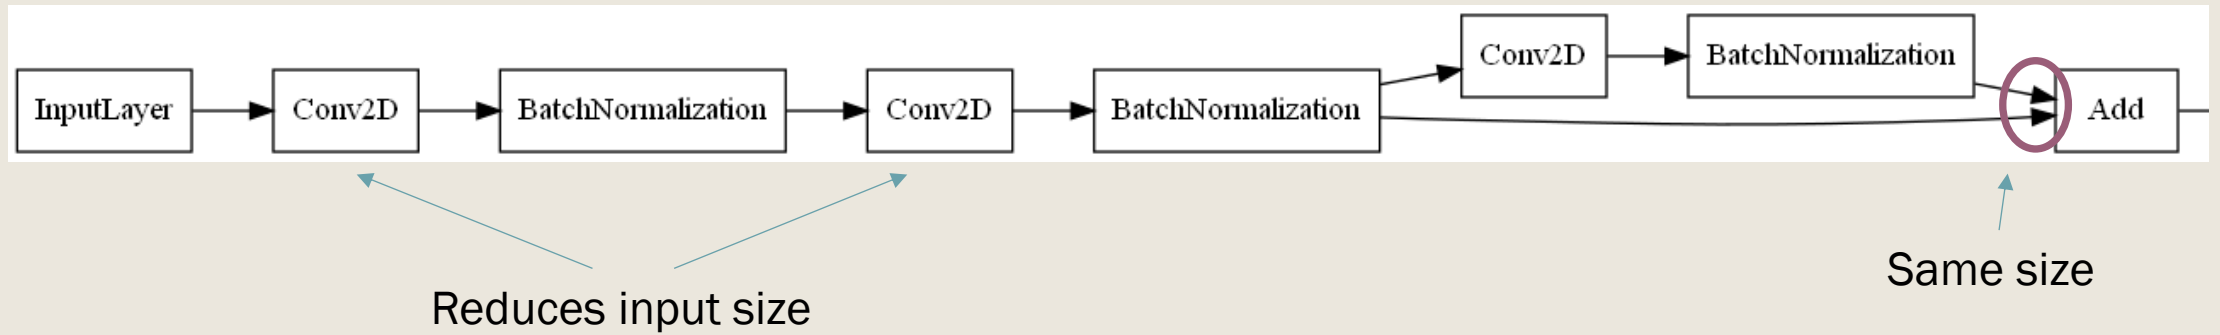 InputLayer
Conv2D
BatchNormalization
Conv2D
BatchNormalization
Conv2D
BatchNormalization
Add
Reduces input size
Same size